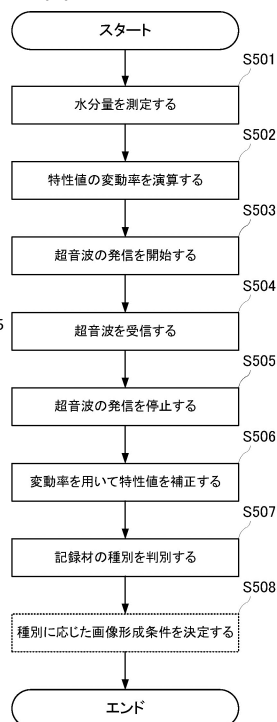 スタート
S501
水分量を測定する
S502
特性値の変動率を演算する
S503
超音波の発信を開始する
S504
超音波を受信する
S505
超音波の発信を停止する
S506
変動率を用いて特性値を補正する
S507
記録材の種別を判別する
S508
種別に応じた画像形成条件を決定する
エンド